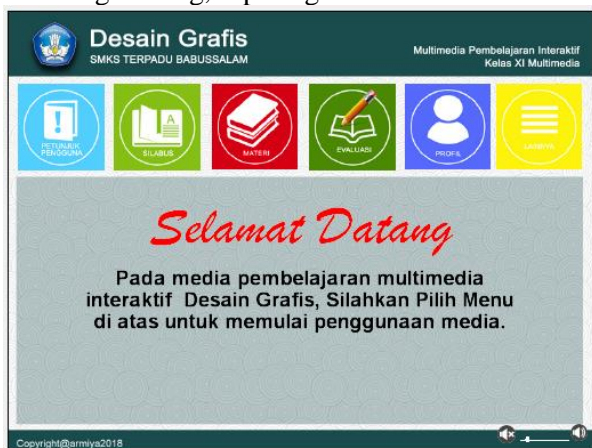 Desain Grafis
SMKS TERPADU BABUSSALAM
Multimedia Pembelajaran Interaktif
Kelas XI Multimedia
PETUNJUK
PENGGUNA
SILABUS
MATERI
EVALUASI
PROFIL
LAINNYA
Selamat Datang
Pada media pembelajaran multimedia
interaktif Desain Grafis, Silahkan Pilih Menu
di atas untuk memulai penggunaan media.
Copyright@armiya2018